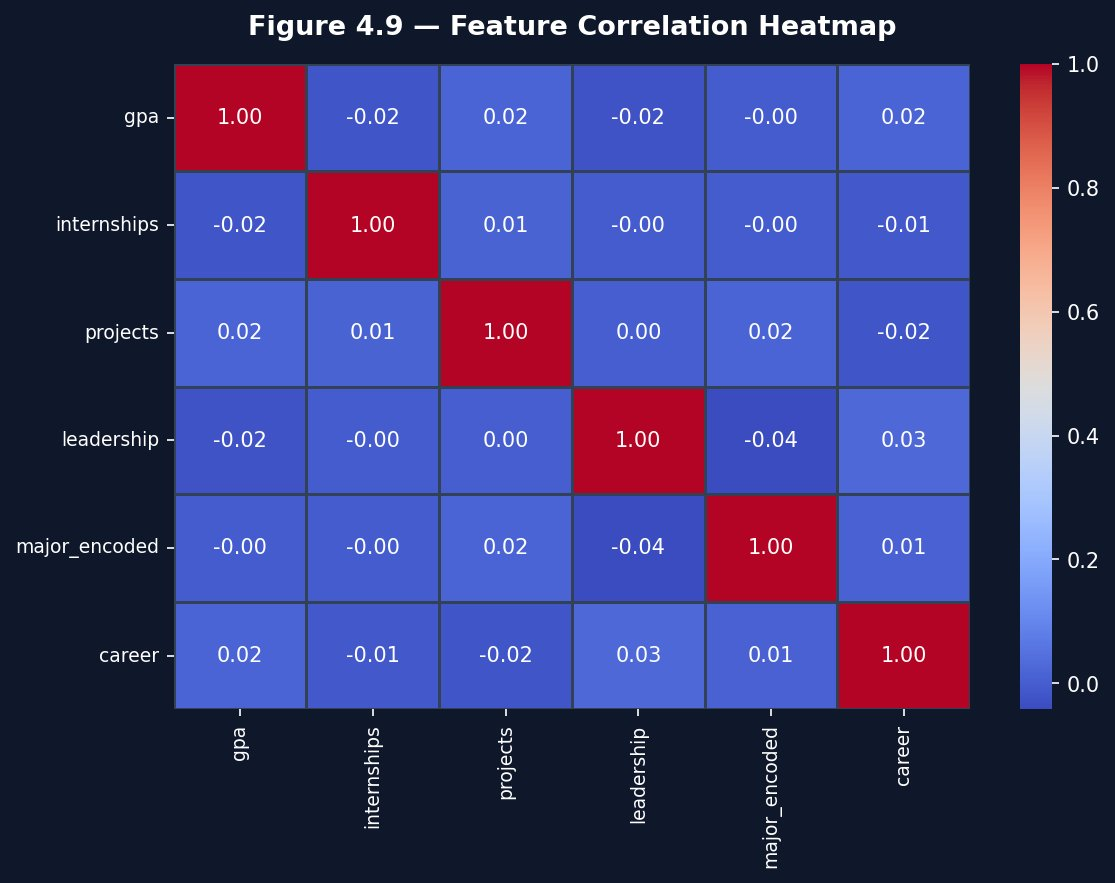 Figure 4.9 — Feature Correlation Heatmap
gpa 1.00 -0.02 0.02 -0.02 -0.00 0.02
internships -0.02 1.00 0.01 -0.00 -0.00 -0.01
projects 0.02 0.01 1.00 0.00 0.02 -0.02
leadership -0.02 -0.00 0.00 1.00 -0.04 0.03
major_encoded -0.00 -0.00 0.02 -0.04 1.00 0.01
career 0.02 -0.01 -0.02 0.03 0.01 1.00
gpa internships projects leadership major_encoded career
1.0
0.8
0.6
0.4
0.2
0.0